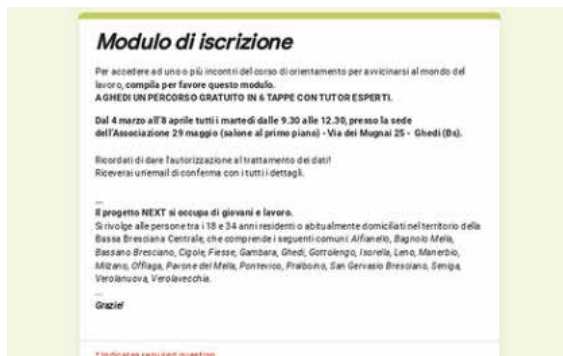 Modulo di iscrizione
Per accedere ad uno o più incontri del corso di orientamento per avvicinarsi al mondo del
lavoro, compila per favore questo modulo.
A GHEDI UN PERCORSO GRATUITO IN 6 TAPPE CON TUTOR ESPERTI.
Dal 4 marzo all'8 aprile tutti i martedì dalle 9.30 alle 12.30, presso la sede
dell'Associazione 29 maggio (salone al primo piano) - Via dei Mugnai 25 - Ghedi (Bs).
Ricordati di dare l'autorizzazione al trattamento dei dati!
Riceverai un'email di conferma con i tutti i dettagli.
---
Il progetto NEXT si occupa di giovani e lavoro.
Si rivolge alle persone tra i 18 e 34 anni residenti o abitualmente domiciliati nel territorio della
Bassa Bresciana Centrale, che comprende i seguenti comuni: Alfianello, Bagnolo Mella,
Bassano Bresciano, Cigole, Fiesse, Gambara, Ghedi, Gottolengo, Isorella, Leno, Manerbio,
Milzano, Offlaga, Pavone del Mella, Pontevico, Pralboino, San Gervasio Bresciano, Seniga,
Verolanuova, Verolavecchia.
---
Grazie!
* Indicates required question